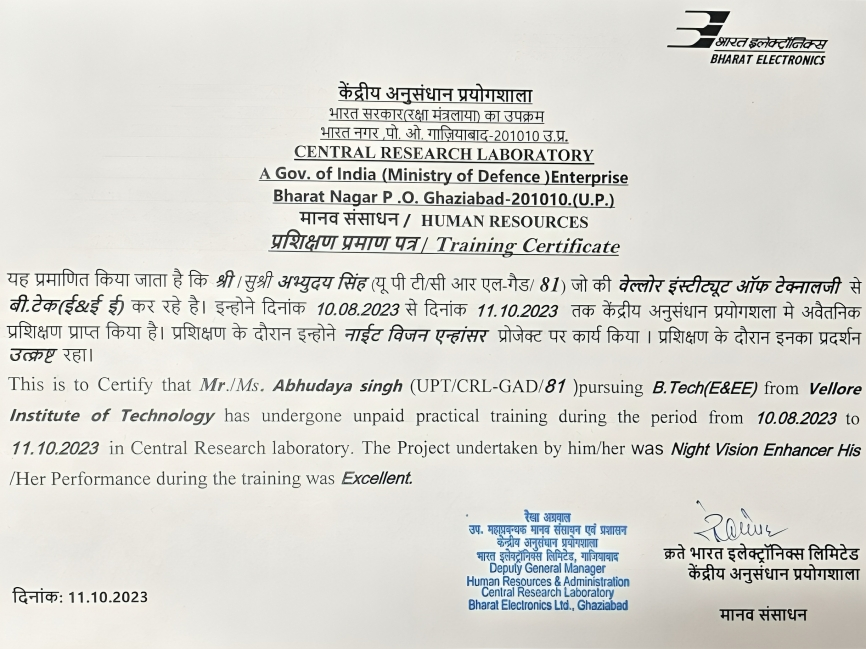 भारत इलेक्ट्रॉनिक्स
BHARAT ELECTRONICS
केंद्रीय अनुसंधान प्रयोगशाला
भारत सरकार(रक्षा मंत्रलाया) का उपक्रम
भारत नगर ,पो. ओ. गाज़ियाबाद-201010 उ.प्र.
CENTRAL RESEARCH LABORATORY
A Gov. of India (Ministry of Defence )Enterprise
Bharat Nagar P .O. Ghaziabad-201010.(U.P.)
मानव संसाधन / HUMAN RESOURCES
प्रशिक्षण प्रमाण पत्र / Training Certificate
यह प्रमाणित किया जाता है कि श्री /सुश्री अभ्युदय सिंह (यू पी टी/सी आर एल-गैड/ 81) जो की वेल्लोर इंस्टीट्यूट ऑफ टेक्नालजी से
बी.टेक(ई&ई ई) कर रहे है। इन्होने दिनांक 10.08.2023 से दिनांक 11.10.2023 तक केंद्रीय अनुसंधान प्रयोगशला मे अवैतनिक
प्रशिक्षण प्राप्त किया है। प्रशिक्षण के दौरान इन्होने नाईट विजन एन्हांसर प्रोजेक्ट पर कार्य किया । प्रशिक्षण के दौरान इनका प्रदर्शन
उत्क्रष्ट रहा।
This is to Certify that Mr./Ms. Abhudaya singh (UPT/CRL-GAD/81 )pursuing B.Tech(E&EE) from Vellore
Institute of Technology has undergone unpaid practical training during the period from 10.08.2023 to
11.10.2023 in Central Research laboratory. The Project undertaken by him/her was Night Vision Enhancer His
/Her Performance during the training was Excellent.
रेखा अग्रवाल
उप. महाप्रबन्धक मानव संसाधन एवं प्रशासन
केन्द्रीय अनुसंधान प्रयोगशाला
भारत इलेक्ट्रॉनिक्स लिमिटेड, गाजियाबाद
Deputy General Manager
Human Resources & Administration
Central Research Laboratory
Bharat Electronics Ltd., Ghaziabad
क्रते भारत इलेक्ट्रॉनिक्स लिमिटेड
केंद्रीय अनुसंधान प्रयोगशाला
मानव संसाधन
दिनांक: 11.10.2023